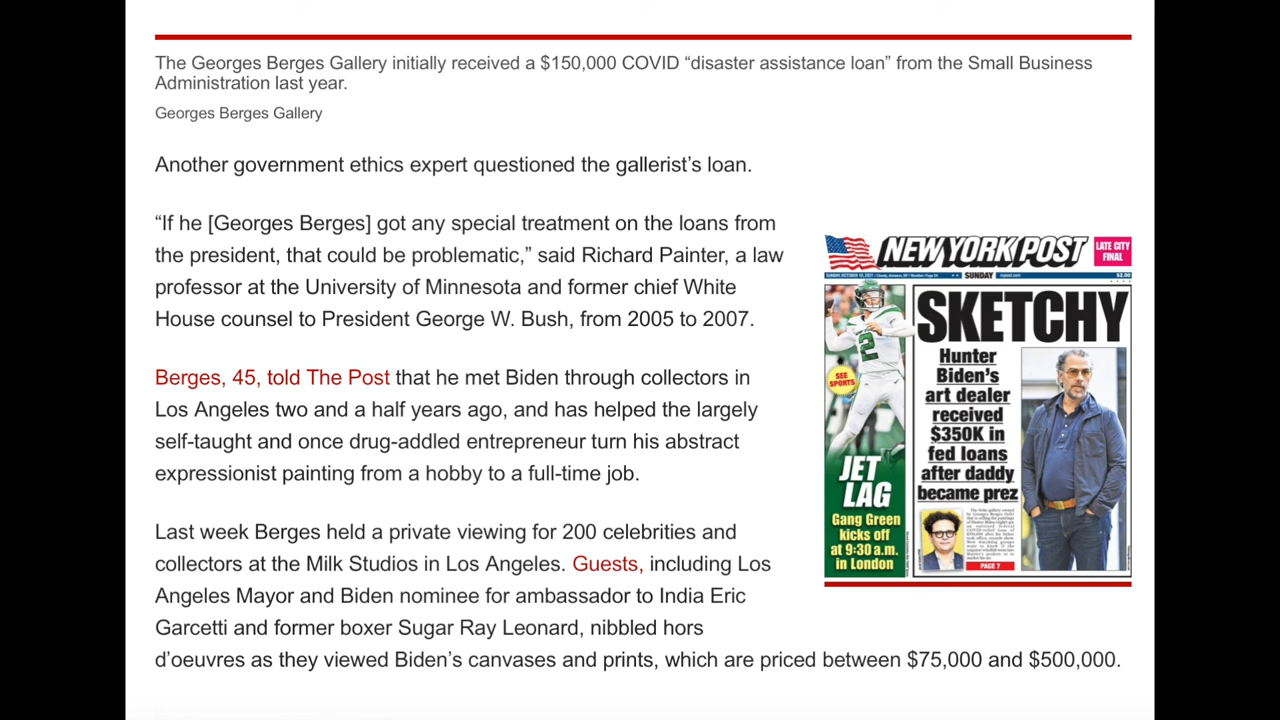 The Georges Berges Gallery initially received a $150,000 COVID “disaster assistance loan” from the Small Business
Administration last year.
Georges Berges Gallery
Another government ethics expert questioned the gallerist’s loan.
“If he [Georges Berges] got any special treatment on the loans from
the president, that could be problematic,” said Richard Painter, a law
professor at the University of Minnesota and former chief White
House counsel to President George W. Bush, from 2005 to 2007.
Berges, 45, told The Post that he met Biden through collectors in
Los Angeles two and a half years ago, and has helped the largely
self-taught and once drug-addled entrepreneur turn his abstract
expressionist painting from a hobby to a full-time job.
Last week Berges held a private viewing for 200 celebrities and
collectors at the Milk Studios in Los Angeles. Guests, including Los
Angeles Mayor and Biden nominee for ambassador to India Eric
Garcetti and former boxer Sugar Ray Leonard, nibbled hors
d’oeuvres as they viewed Biden’s canvases and prints, which are priced between $75,000 and $500,000.
NEW YORK POST
LATE CITY
FINAL
SUNDAY, OCTOBER 10, 2021
SUNDAY
nypost.com
$2.00
2
SEE
SPORTS
JET
LAG
Gang Green
kicks off
at 9:30 a.m.
in London
SKETCHY
Hunter
Biden’s
art dealer
received
$350K in
fed loans
after daddy
became prez
PAGE 7